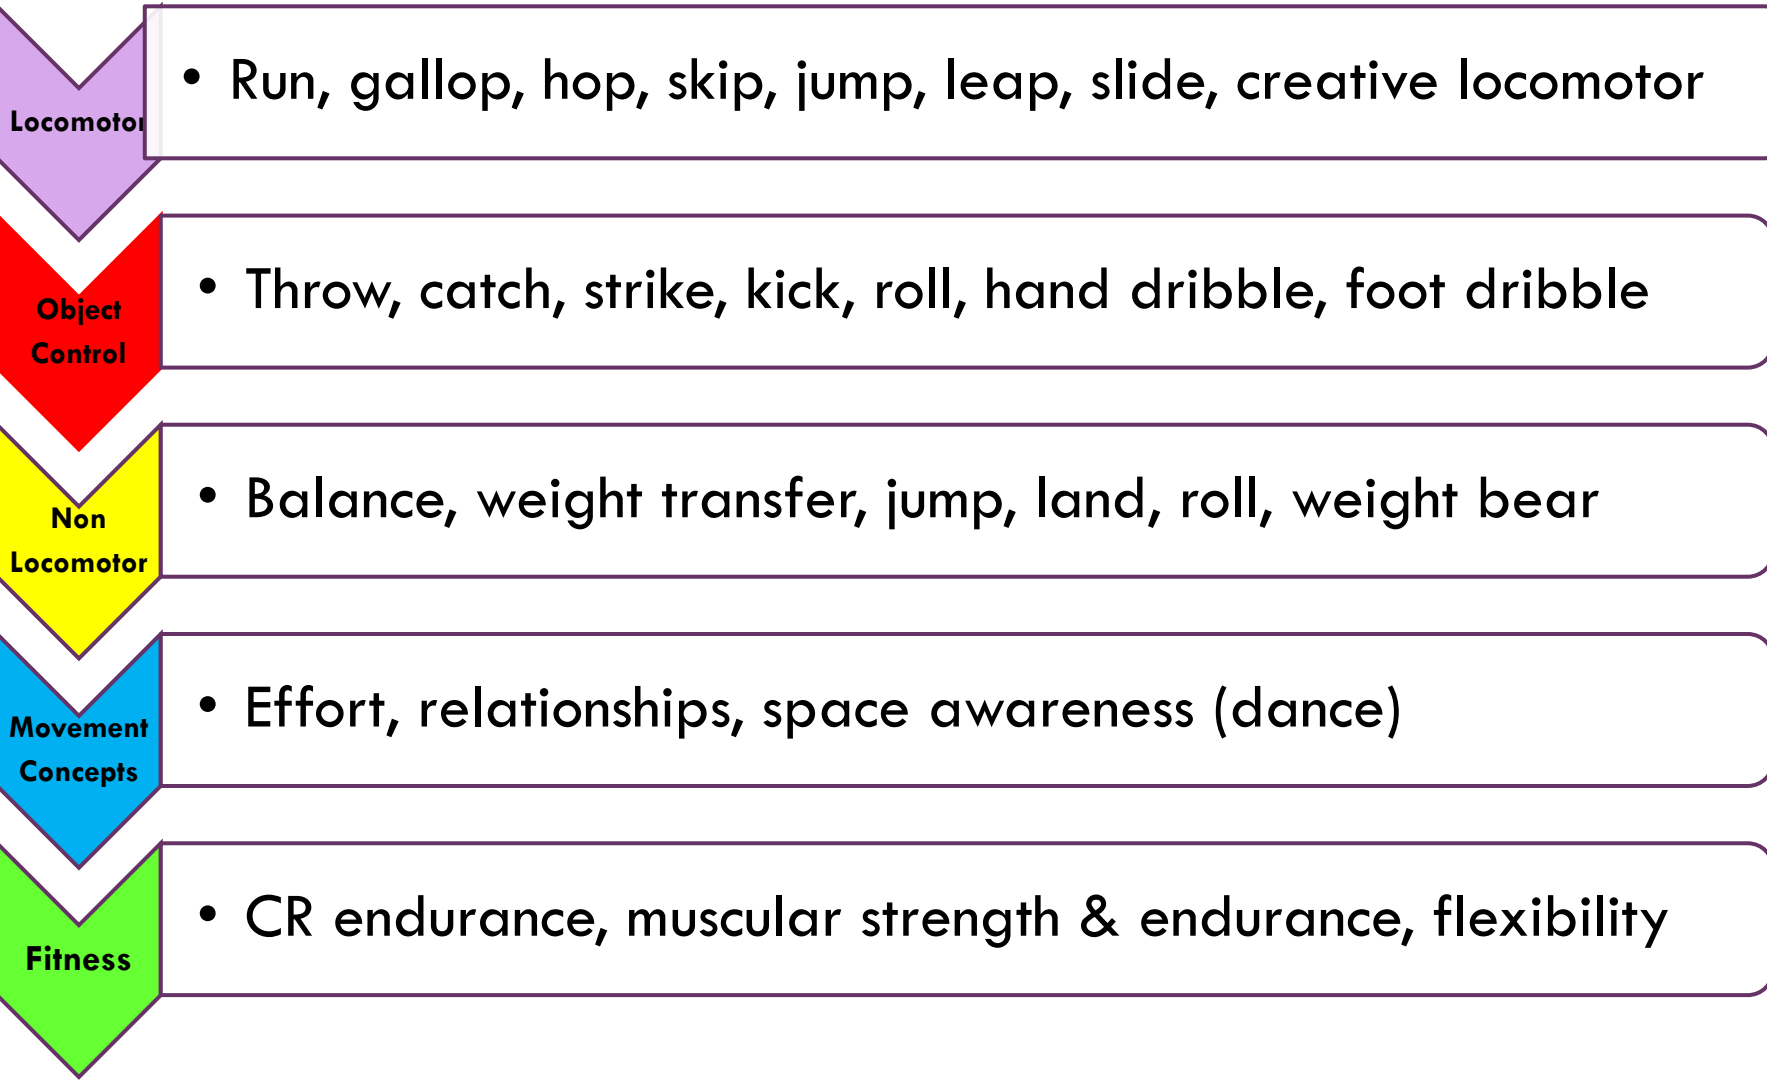 Locomotor
• Run, gallop, hop, skip, jump, leap, slide, creative locomotor
Object
Control
• Throw, catch, strike, kick, roll, hand dribble, foot dribble
Non
Locomotor
• Balance, weight transfer, jump, land, roll, weight bear
Movement
Concepts
• Effort, relationships, space awareness (dance)
Fitness
• CR endurance, muscular strength & endurance, flexibility